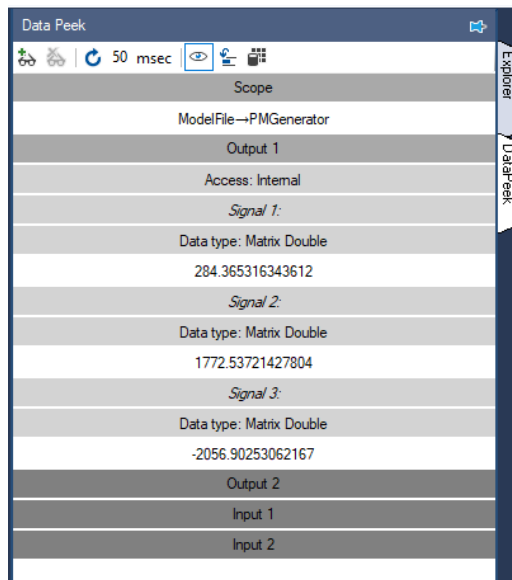 Data Peek
50 msec
Scope
ModelFile→PMGenerator
Output 1
Access: Internal
Signal 1:
Data type: Matrix Double
284.365316343612
Signal 2:
Data type: Matrix Double
1772.53721427804
Signal 3:
Data type: Matrix Double
-2056.90253062167
Output 2
Input 1
Input 2
Explorer
DataPeek